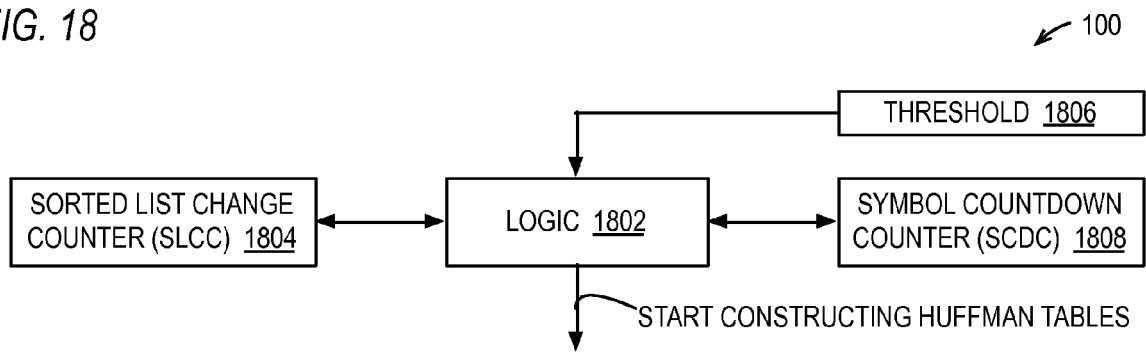 IG. 18
100
THRESHOLD 1806
SORTED LIST CHANGE
COUNTER (SLCC) 1804
LOGIC 1802
SYMBOL COUNTDOWN
COUNTER (SCDC) 1808
START CONSTRUCTING HUFFMAN TABLES